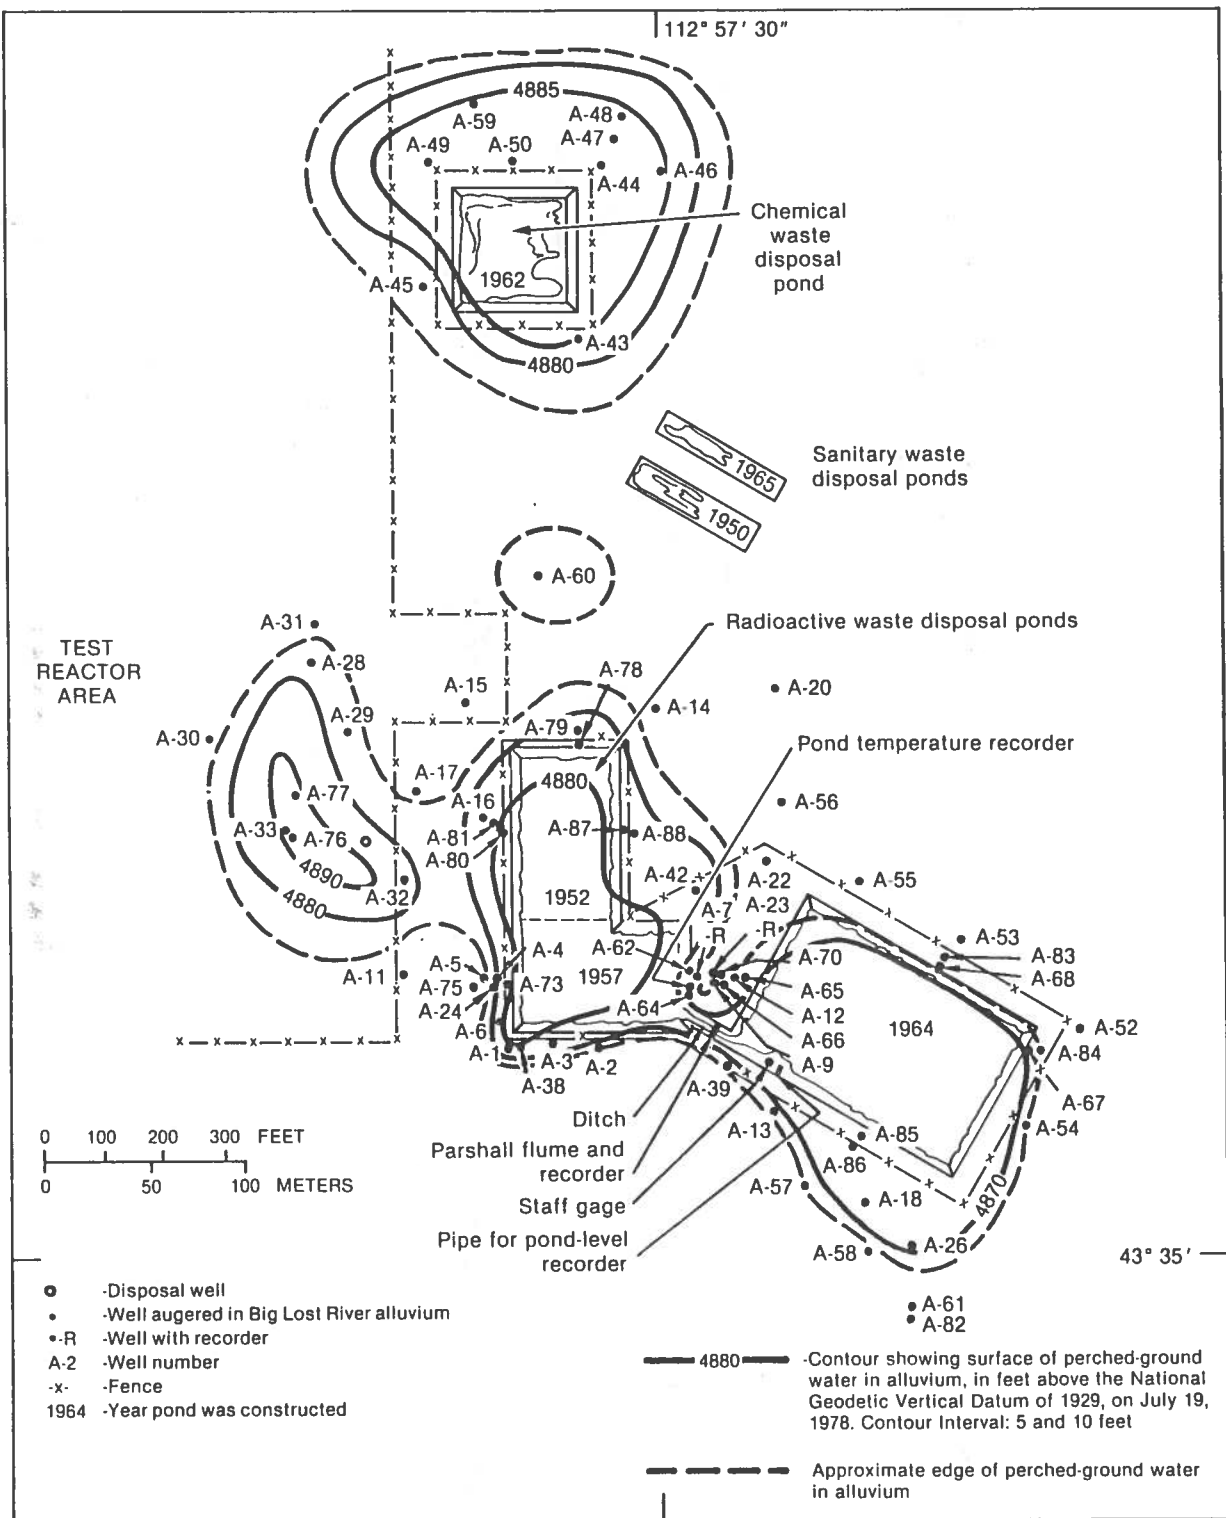 112° 57' 30"
4885
A-59
A-48
A-47
A-49
A-50
A-44
A-46
Chemical
waste
disposal
pond
1962
A-45
A-43
4880
1965
Sanitary waste
disposal ponds
1950
A-60
A-31
Radioactive waste disposal ponds
TEST
REACTOR
AREA
A-28
A-78
A-15
A-20
A-14
A-29
A-79
A-30
Pond temperature recorder
A-17
4880
A-77
A-16
A-56
A-33
A-76
A-81
A-87
A-88
A-80
4890
A-42
A-22
A-55
A-32
4880
1952
A-7
A-23
-R
-R
A-53
A-4
A-62
A-70
A-83
A-11
A-5
1957
A-68
A-75
A-73
A-65
A-24
A-64
A-12
1964
A-52
A-6
A-66
A-1
A-3
A-2
A-9
A-84
A-38
A-39
A-67
Ditch
A-13
A-54
0 100 200 300 FEET
A-85
Parshall flume and
recorder
A-86
0 50 100 METERS
A-57
4870
Staff gage
A-18
Pipe for pond-level
recorder
A-58
A-26
43° 35'
-Disposal well
-Well augered in Big Lost River alluvium
A-61
A-82
-R -Well with recorder
A-2 -Well number
-x- -Fence
1964 -Year pond was constructed
4880 -Contour showing surface of perched-ground
water in alluvium, in feet above the National
Geodetic Vertical Datum of 1929, on July 19,
1978. Contour Interval: 5 and 10 feet
Approximate edge of perched-ground water
in alluvium